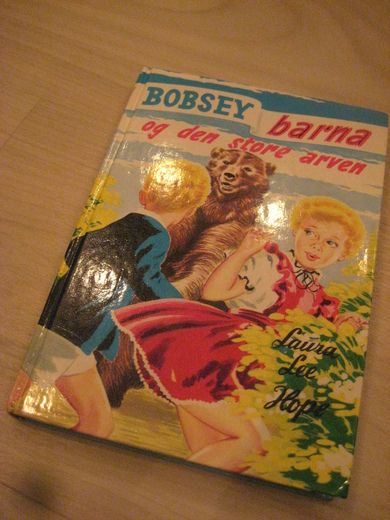 BOBSEY barna
og den store arven
Laura
Lee
Hope